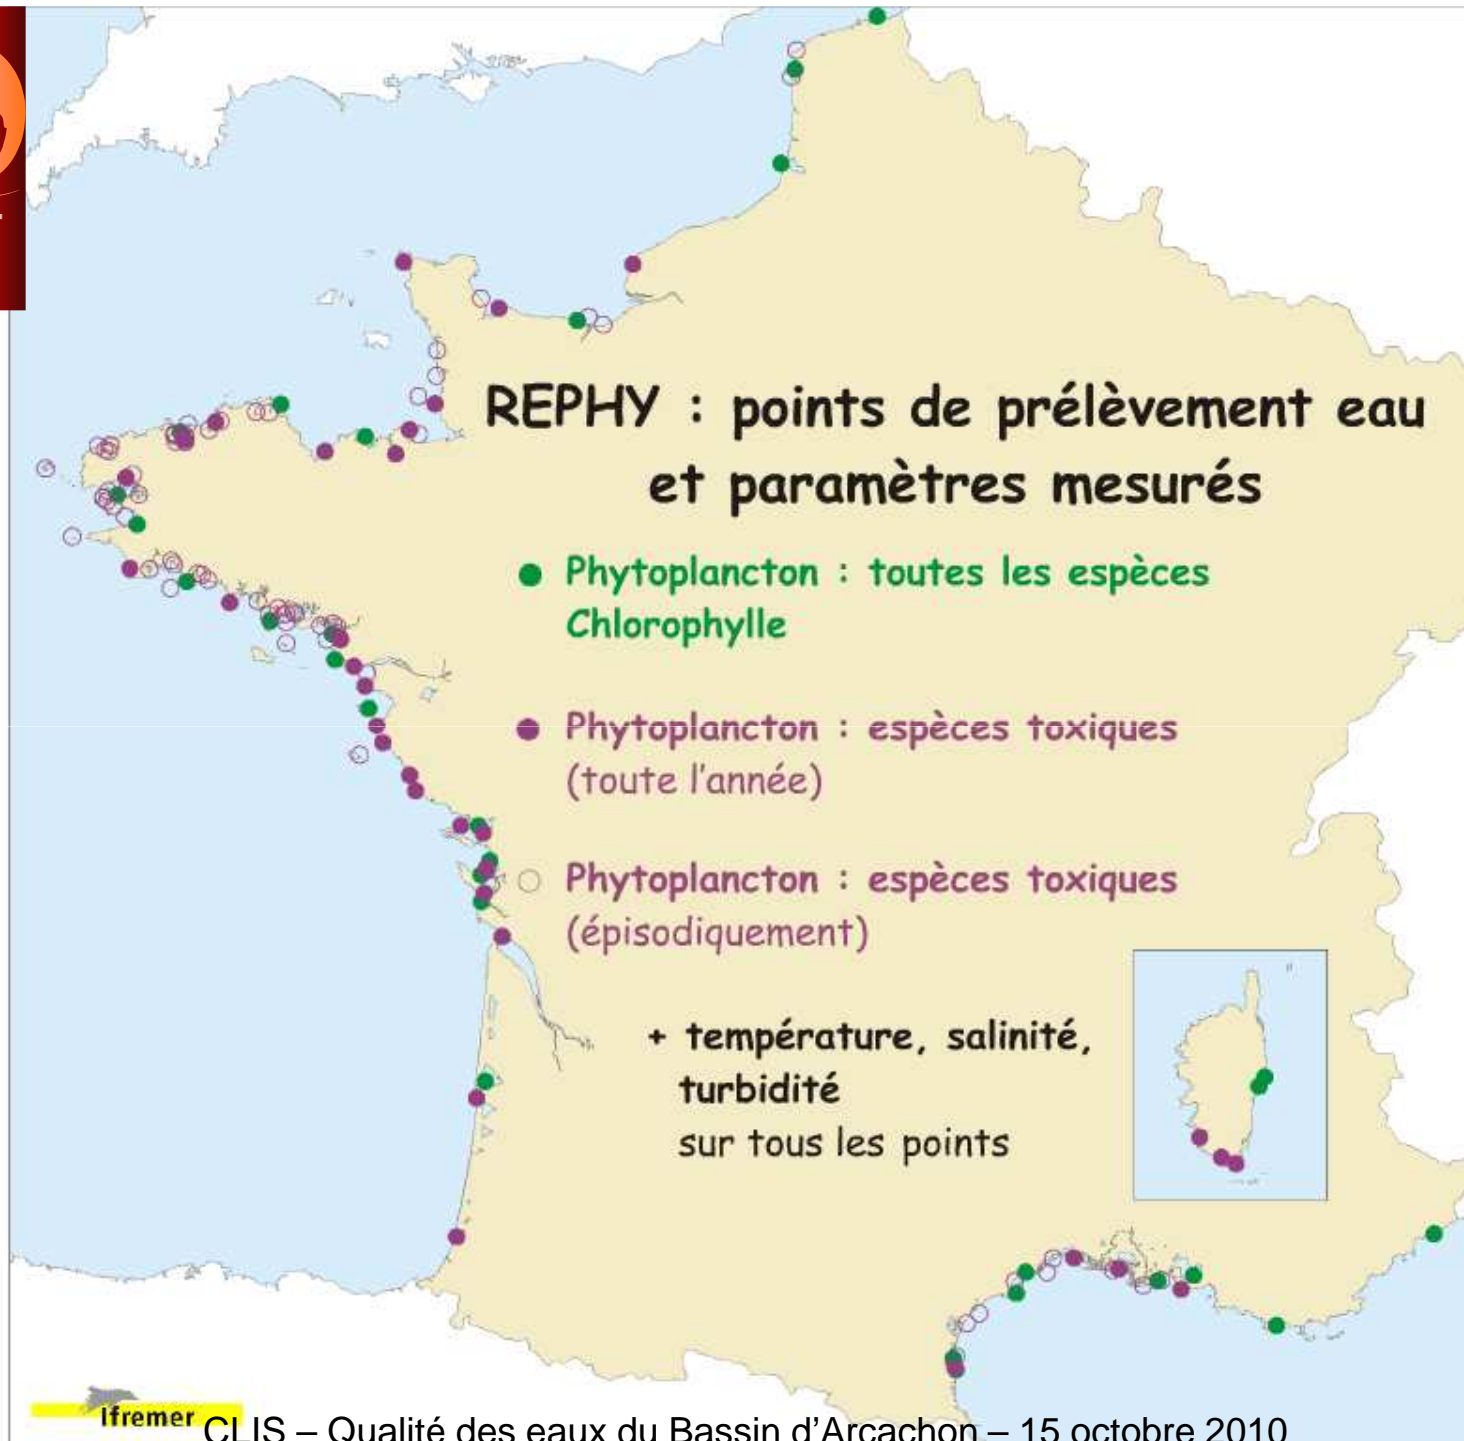 REPHY : points de prélèvement eau
et paramètres mesurés
Phytoplancton : toutes les espèces
Chlorophylle
Phytoplancton : espèces toxiques
(toute l'année)
Phytoplancton : espèces toxiques
(épisodiquement)
+ température, salinité,
turbidité
sur tous les points
Ifremer
CLIS – Qualité des eaux du Bassin d'Arcachon – 15 octobre 2010